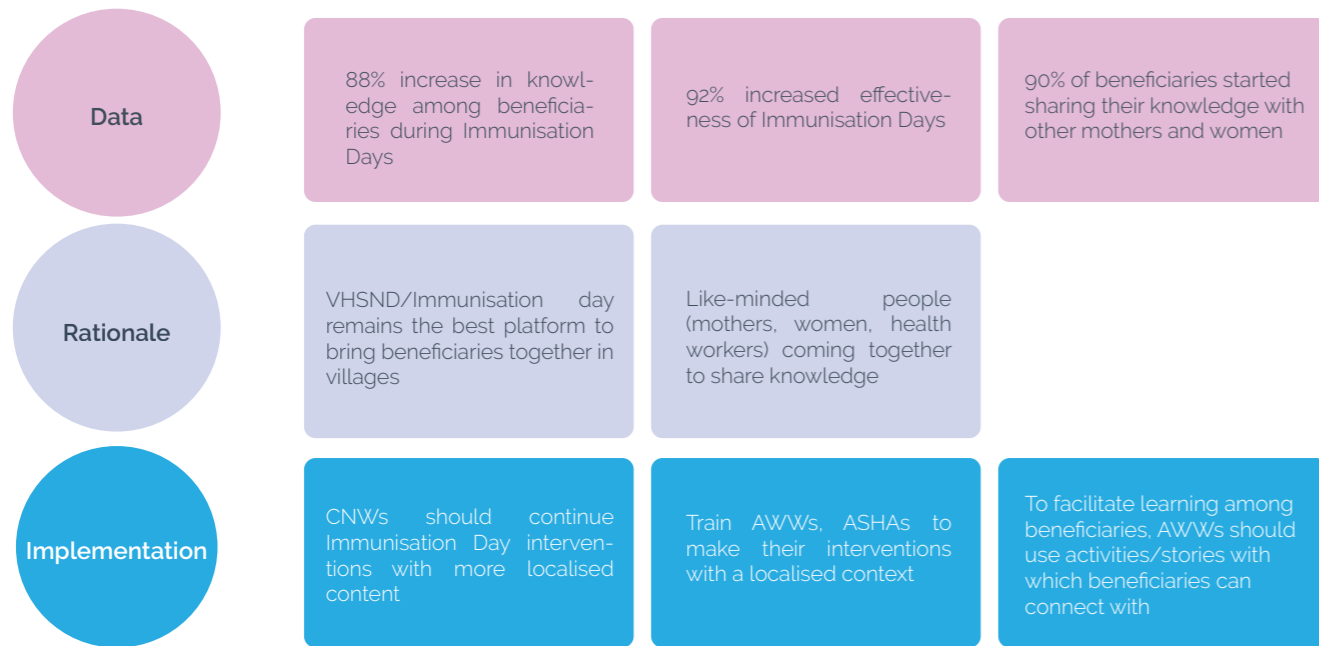 Data
88% increase in knowl-
edge among beneficia-
ries during Immunisation
Days
92% increased effective-
ness of Immunisation Days
90% of beneficiaries started
sharing their knowledge with
other mothers and women
Rationale
VHSND/Immunisation day
remains the best platform to
bring beneficiaries together in
villages
Like-minded people
(mothers, women, health
workers) coming together
to share knowledge
Implementation
CNWs should continue
Immunisation Day interven-
tions with more localised
content
Train AWWs, ASHAs to
make their interventions
with a localised context
To facilitate learning among
beneficiaries, AWWs should
use activities/stories with
which beneficiaries can
connect with